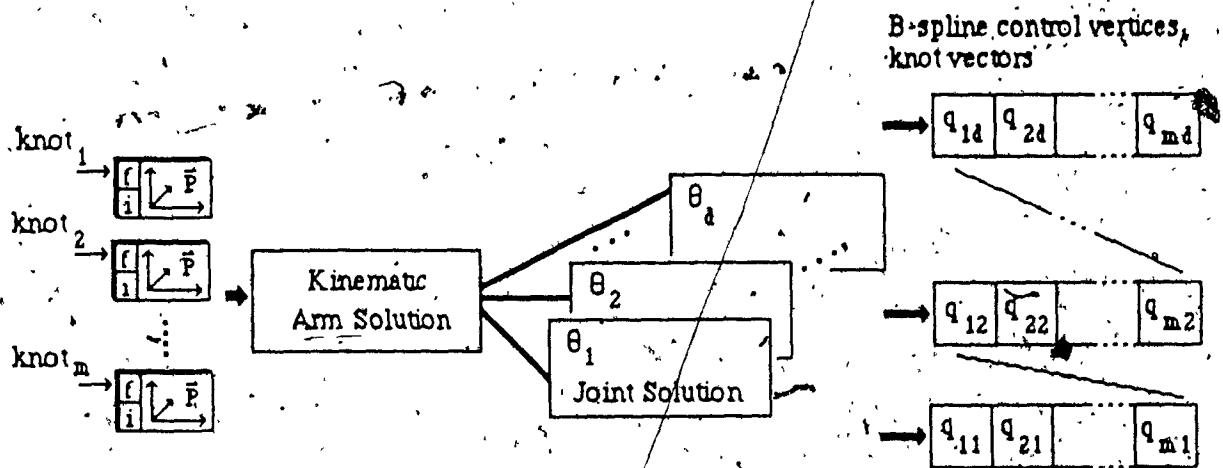 B-spline control vertices,
knot vectors
q1d q2d ..... qmd
knot1
f
i
P̄
knot2
f
i
P̄
knotm
f
i
P̄
Kinematic
Arm Solution
θd
θ2
θ1
Joint Solution
q12 q22 ..... qm2
q11 q21 ..... qm1